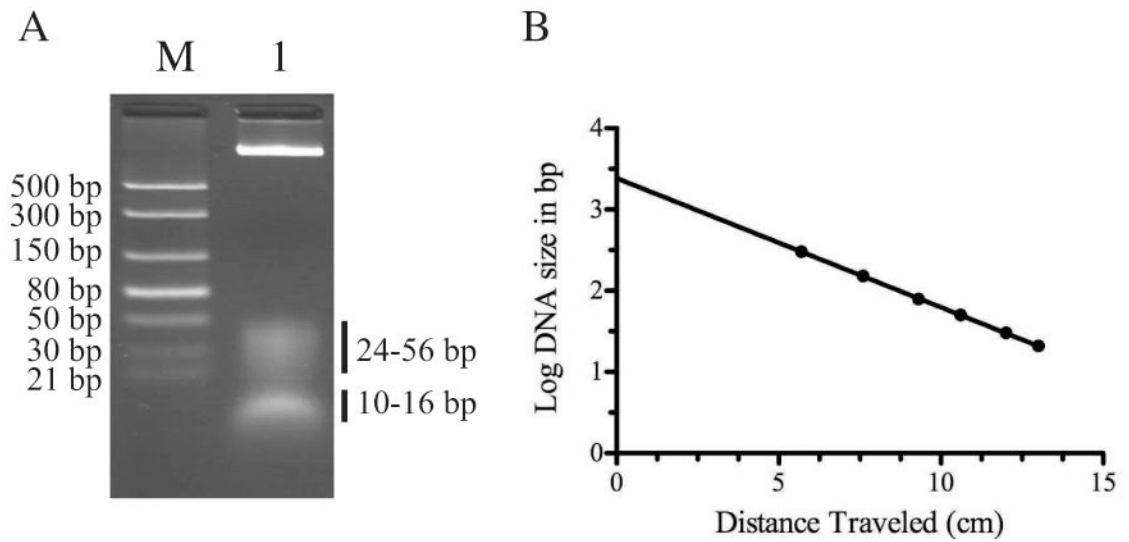 A
M 1
500 bp
300 bp
150 bp
80 bp
50 bp
30 bp
21 bp
24-56 bp
10-16 bp
B
Log DNA size in bp
4
3
2
1
0
0 5 10 15
Distance Traveled (cm)